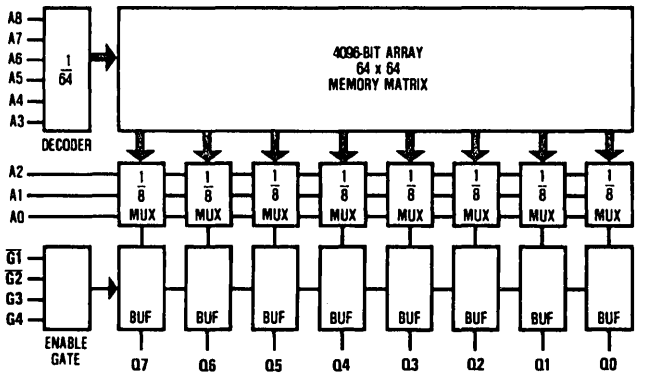 A8
A7
A6
A5
A4
A3
1
64
DECODER
4096-BIT ARRAY
64 x 64
MEMORY MATRIX
A2
A1
A0
1 1 1 1 1 1 1 1
8 8 8 8 8 8 8 8
MUX MUX MUX MUX MUX MUX MUX MUX
G1
G2
G3
G4
ENABLE
GATE
BUF BUF BUF BUF BUF BUF BUF BUF
Q7 Q6 Q5 Q4 Q3 Q2 Q1 Q0